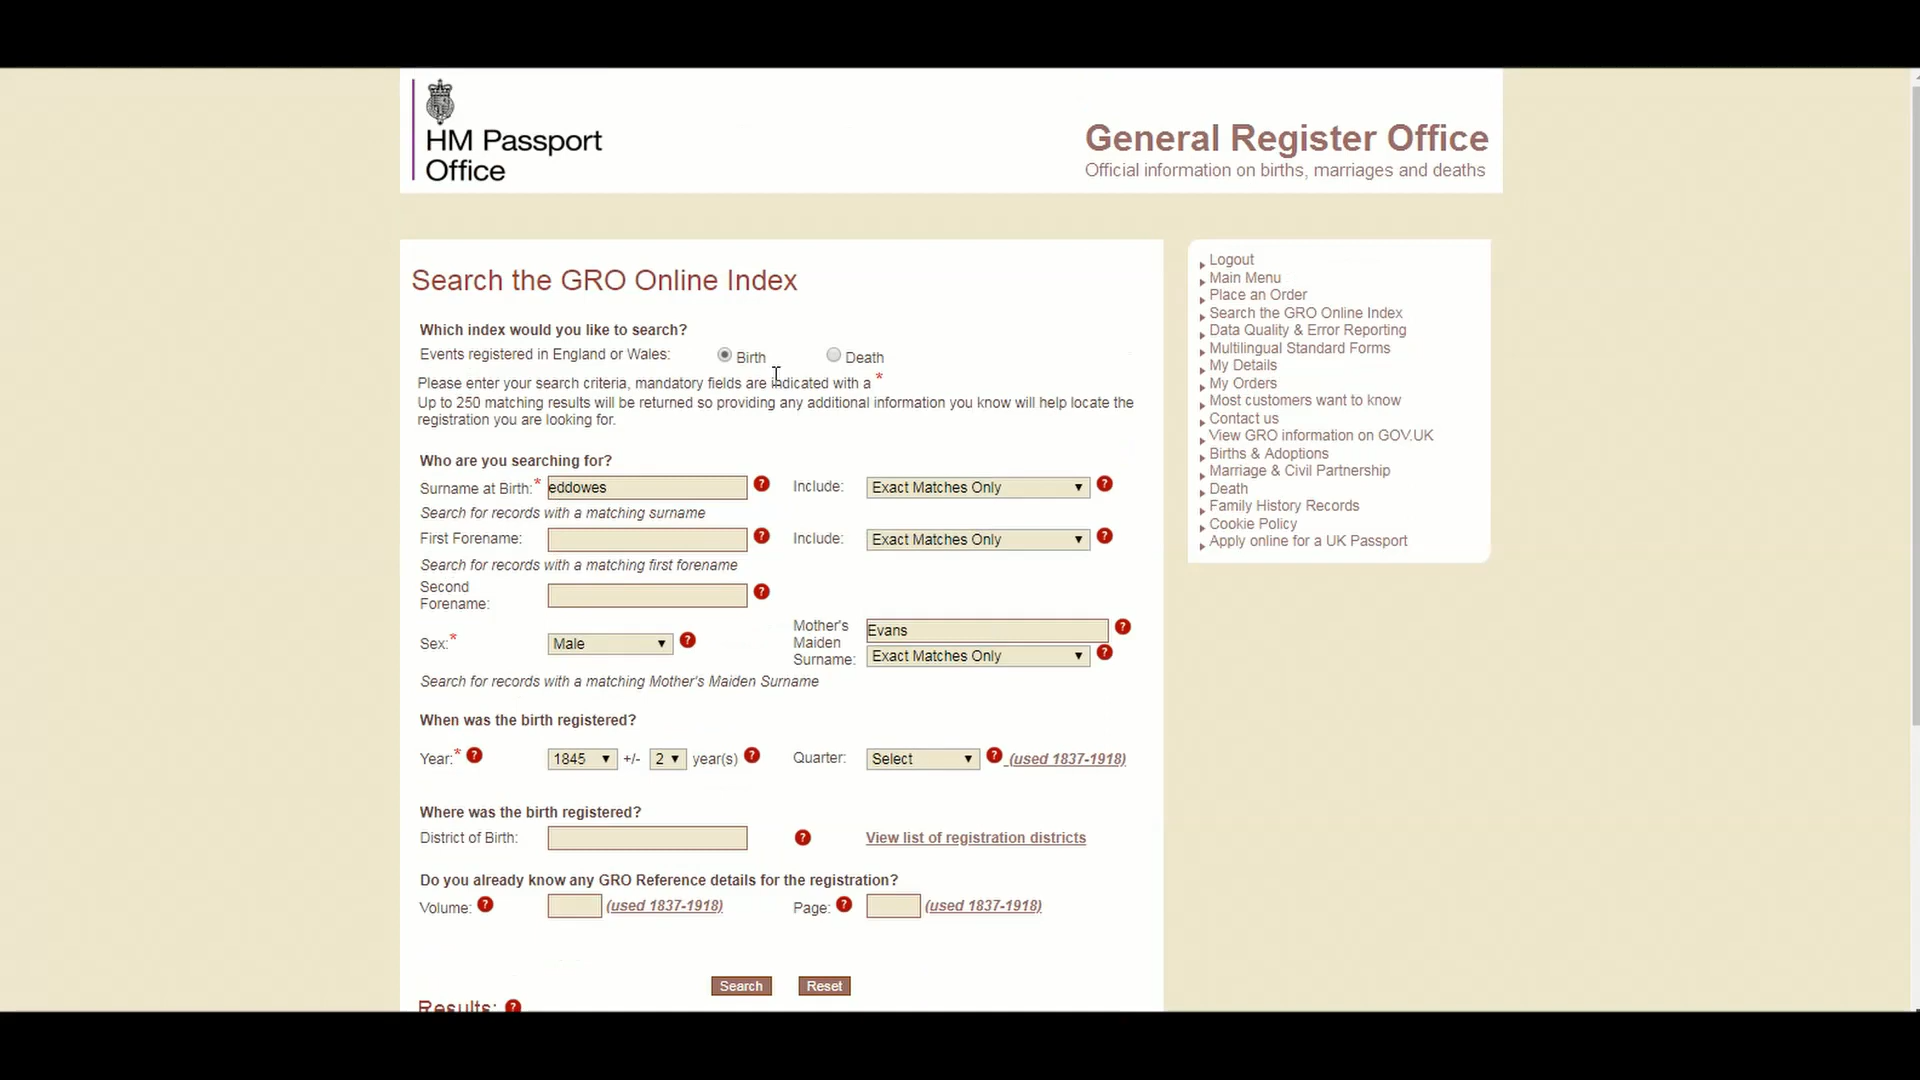 HM Passport
Office
General Register Office
Official information on births, marriages and deaths
Search the GRO Online Index
Which index would you like to search?
Events registered in England or Wales: Birth Death
Please enter your search criteria, mandatory fields are indicated with a *
Up to 250 matching results will be returned so providing any additional information you know will help locate the
registration you are looking for.
Who are you searching for?
Surname at Birth:* eddowes ? Include: Exact Matches Only ?
Search for records with a matching surname
First Forename: ? Include: Exact Matches Only ?
Search for records with a matching first forename
Second
Forename: ?
Sex:* Male ?
Mother's
Maiden
Surname:
Evans ?
Exact Matches Only ?
Search for records with a matching Mother's Maiden Surname
When was the birth registered?
Year:* ? 1845 +/- 2 year(s) ? Quarter: Select ? (used 1837-1918)
Where was the birth registered?
District of Birth: ? View list of registration districts
Do you already know any GRO Reference details for the registration?
Volume: ? (used 1837-1918) Page: ? (used 1837-1918)
Search Reset
Results: ?
Logout
Main Menu
Place an Order
Search the GRO Online Index
Data Quality & Error Reporting
Multilingual Standard Forms
My Details
My Orders
Most customers want to know
Contact us
View GRO information on GOV.UK
Births & Adoptions
Marriage & Civil Partnership
Death
Family History Records
Cookie Policy
Apply online for a UK Passport